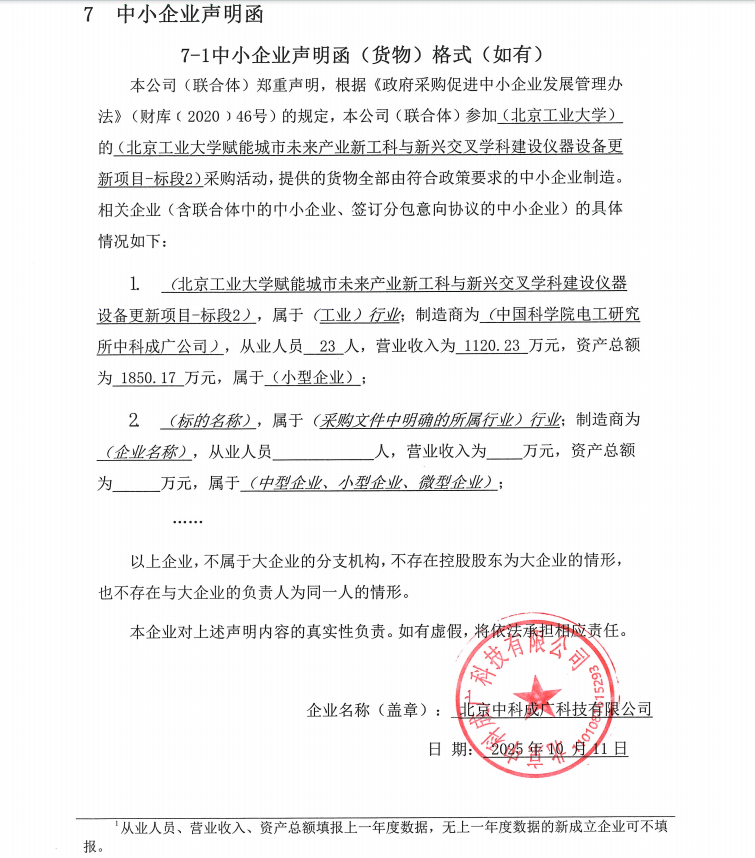 7 中小企业声明函
7-1中小企业声明函（货物）格式（如有）
本公司（联合体）郑重声明，根据《政府采购促进中小企业发展管理办
法》（财库﹝2020﹞46号）的规定，本公司（联合体）参加（北京工业大学）
的（北京工业大学赋能城市未来产业新工科与新兴交叉学科建设仪器设备更
新项目-标段2）采购活动，提供的货物全部由符合政策要求的中小企业制造。
相关企业（含联合体中的中小企业、签订分包意向协议的中小企业）的具体
情况如下：
1. （北京工业大学赋能城市未来产业新工科与新兴交叉学科建设仪器
设备更新项目-标段2），属于（工业）行业；制造商为（中国科学院电工研究
所中科成广公司），从业人员 23 人，营业收入为 1120.23 万元，资产总额
为 1850.17 万元，属于（小型企业）；
2. （标的名称），属于（采购文件中明确的所属行业）行业；制造商为
（企业名称），从业人员____________人，营业收入为____万元，资产总额
为______万元，属于（中型企业、小型企业、微型企业）；
……
以上企业，不属于大企业的分支机构，不存在控股股东为大企业的情形，
也不存在与大企业的负责人为同一人的情形。
本企业对上述声明内容的真实性负责。如有虚假，将依法承担相应责任。
北京中科成广科技有限公司
企业名称（盖章）：北京中科成广科技有限公司
日 期：2025年10月11日
1从业人员、营业收入、资产总额填报上一年度数据，无上一年度数据的新成立企业可不填
报。